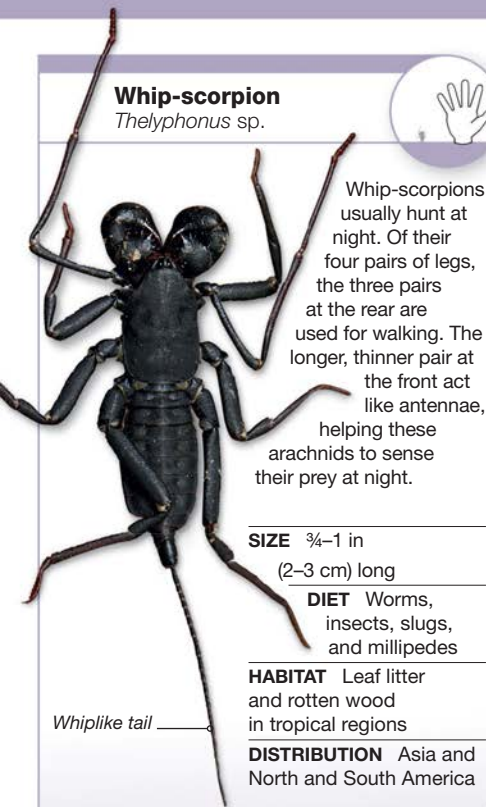 Whip-scorpion
Thelyphonus sp.
Whip-scorpions
usually hunt at
night. Of their
four pairs of legs,
the three pairs
at the rear are
used for walking. The
longer, thinner pair at
the front act
like antennae,
helping these
arachnids to sense
their prey at night.
SIZE ¾–1 in
(2–3 cm) long
DIET Worms,
insects, slugs,
and millipedes
HABITAT Leaf litter
and rotten wood
in tropical regions
DISTRIBUTION Asia and
North and South America
Whiplike tail